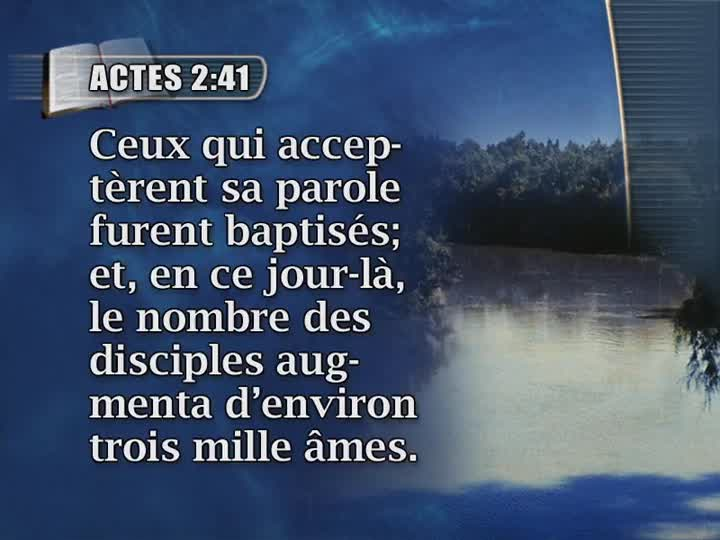 ACTES 2:41
Ceux qui accep-
tèrent sa parole
furent baptisés;
et, en ce jour-là,
le nombre des
disciples aug-
menta d’environ
trois mille âmes.